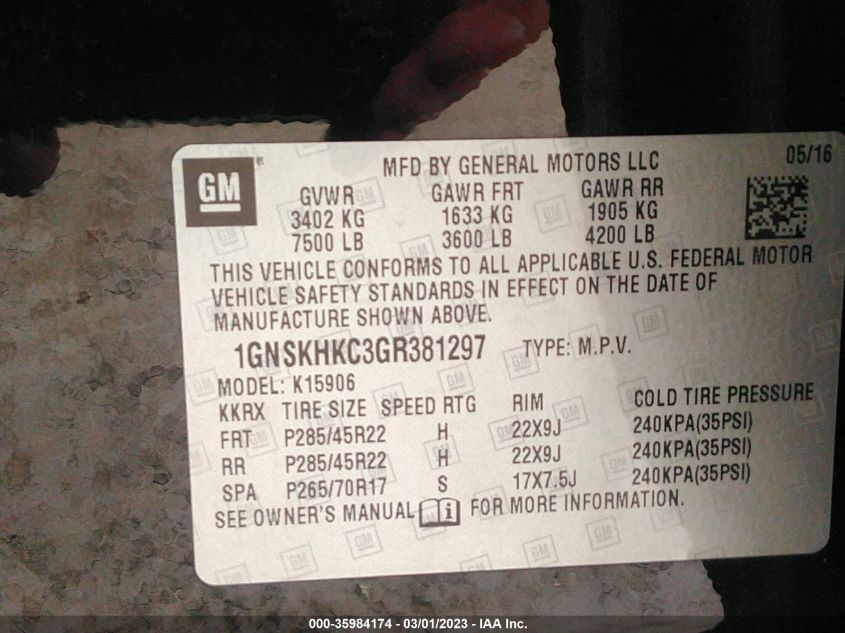 GM ®
MFD BY GENERAL MOTORS LLC 05/16
GVWR GAWR FRT GAWR RR
3402 KG 1633 KG 1905 KG
7500 LB 3600 LB 4200 LB
THIS VEHICLE CONFORMS TO ALL APPLICABLE U.S. FEDERAL MOTOR
VEHICLE SAFETY STANDARDS IN EFFECT ON THE DATE OF
MANUFACTURE SHOWN ABOVE.
1GNSKHKC3GR381297 TYPE: M.P.V.
MODEL: K15906
KKRX TIRE SIZE SPEED RTG RIM COLD TIRE PRESSURE
FRT P285/45R22 H 22X9J 240KPA(35PSI)
RR P285/45R22 H 22X9J 240KPA(35PSI)
SPA P265/70R17 S 17X7.5J 240KPA(35PSI)
SEE OWNER'S MANUAL i FOR MORE INFORMATION.
000-35984174 - 03/01/2023 - IAA Inc.